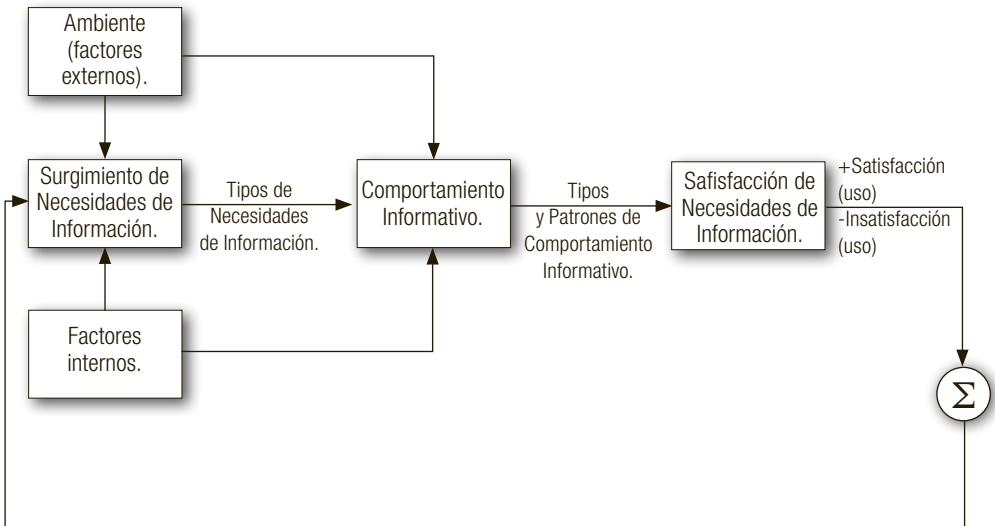 Ambiente
(factores
externos).
Surgimiento de
Necesidades de
Información.
Tipos de
Necesidades
de Información.
Comportamiento
Informativo.
Tipos
y Patrones de
Comportamiento
Informativo.
Safisfacción de
Necesidades de
Información.
+Satisfacción
(uso)
-Insatisfacción
(uso)
Factores
internos.
Σ